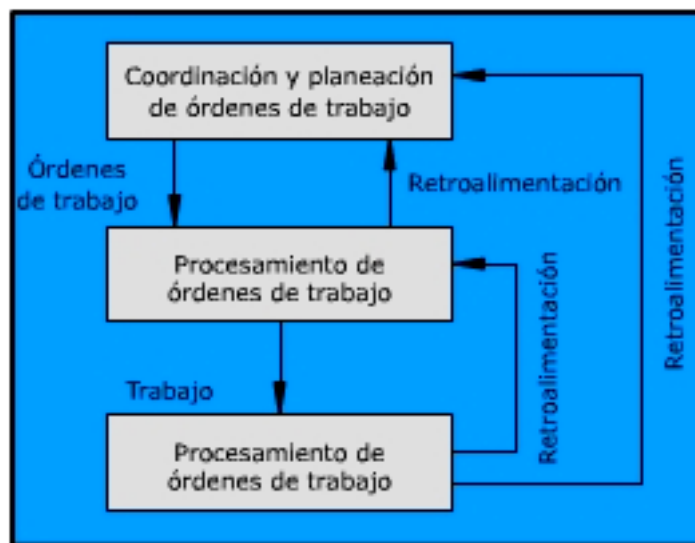 Coordinación y planeación
de órdenes de trabajo
Órdenes
de trabajo
Retroalimentación
Procesamiento de
órdenes de trabajo
Retroalimentación
Retroalimentación
Trabajo
Procesamiento de
órdenes de trabajo